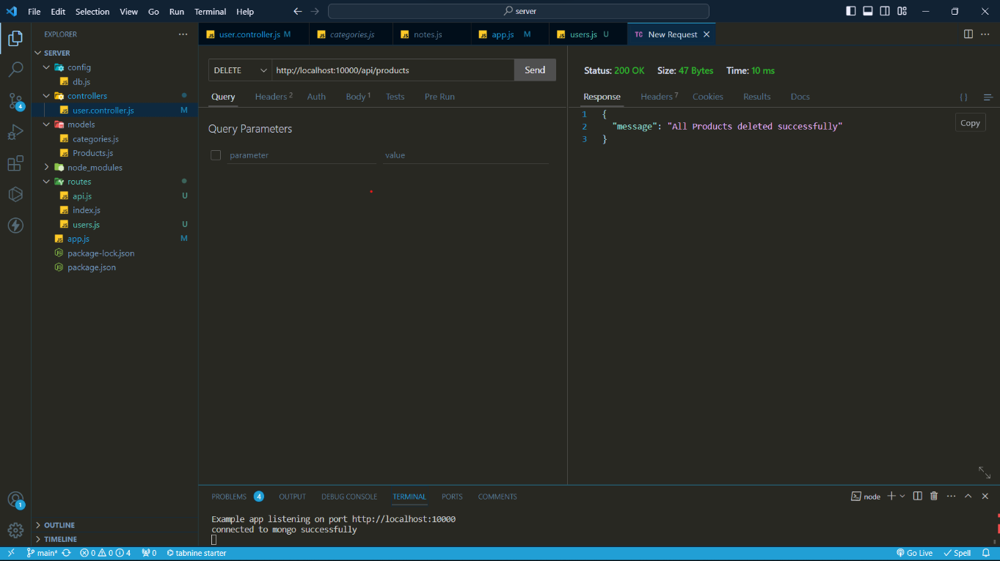 File Edit Selection View Go Run Terminal Help
server
EXPLORER
SERVER
config
db.js
controllers
user.controller.js M
models
categories.js
Products.js
node_modules
routes
api.js U
index.js
users.js U
app.js M
package-lock.json
package.json
OUTLINE
TIMELINE
4
1
user.controller.js M categories.js notes.js app.js M users.js U TC New Request
DELETE http://localhost:10000/api/products Send
Query Headers 2 Auth Body 1 Tests Pre Run
Query Parameters
parameter value
Status: 200 OK Size: 47 Bytes Time: 10 ms
Response Headers 7 Cookies Results Docs { }
1 {
2 "message": "All Products deleted successfully"
3 }
Copy
PROBLEMS 4 OUTPUT DEBUG CONSOLE TERMINAL PORTS COMMENTS node
Example app listening on port http://localhost:10000
connected to mongo successfully
main* 0 0 4 0 tabnine starter Go Live Spell